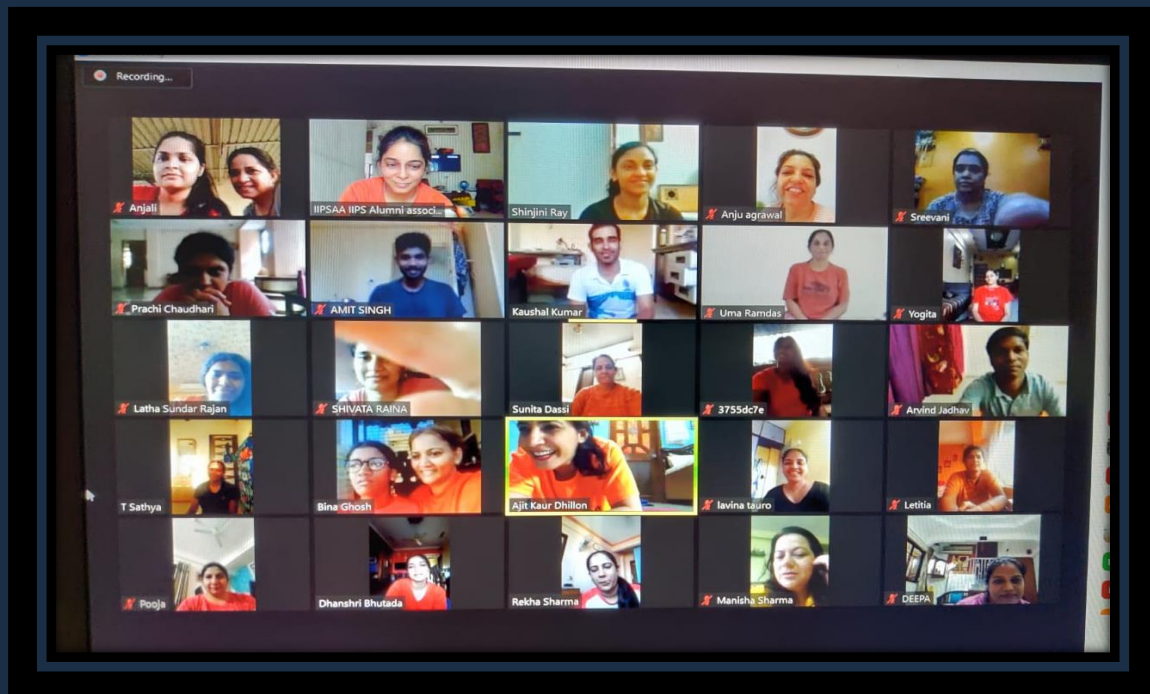 Recording...
Anjali
IIPSAA IIPS Alumni associ...
Shinjini Ray
Anju agrawal
Sreevani
Prachi Chaudhari
AMIT SINGH
Kaushal Kumar
Uma Ramdas
Yogita
Latha Sundar Rajan
SHIVATA RAINA
Sunita Dassi
3755dc7e
Arvind Jadhav
T Sathya
Bina Ghosh
Ajit Kaur Dhillon
lavina tauro
Letitia
Pooja
Dhanshri Bhutada
Rekha Sharma
Manisha Sharma
DEEPA